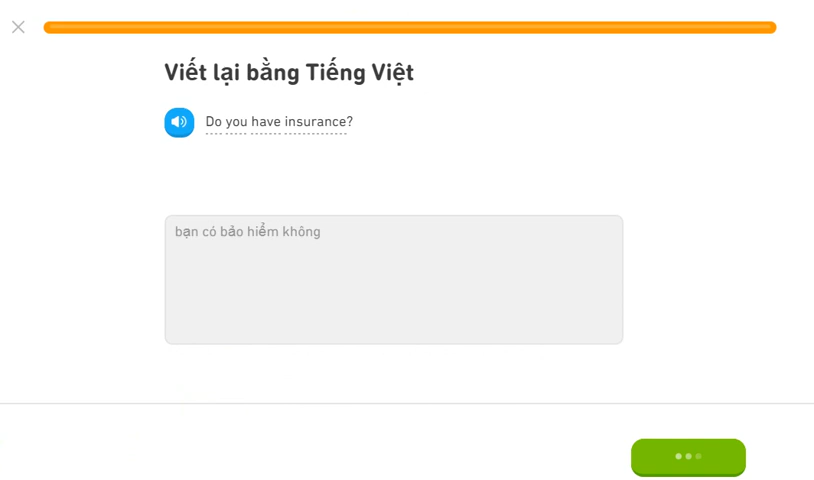 Viết lại bằng Tiếng Việt
Do you have insurance?
bạn có bảo hiểm không